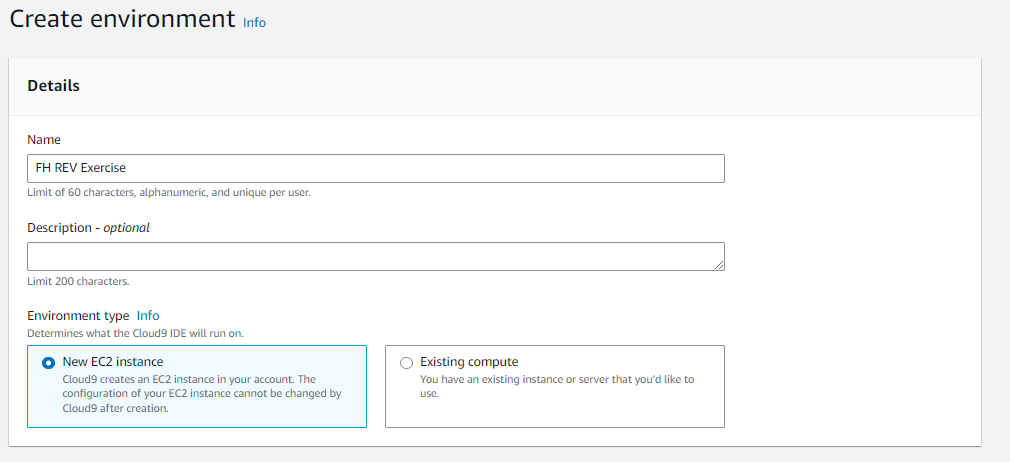 Create environment Info
Details
Name
FH REV Exercise
Limit of 60 characters, alphanumeric, and unique per user.
Description - optional
Limit 200 characters.
Environment type Info
Determines what the Cloud9 IDE will run on.
New EC2 instance
Cloud9 creates an EC2 instance in your account. The
configuration of your EC2 instance cannot be changed by
Cloud9 after creation.
Existing compute
You have an existing instance or server that you'd like to
use.